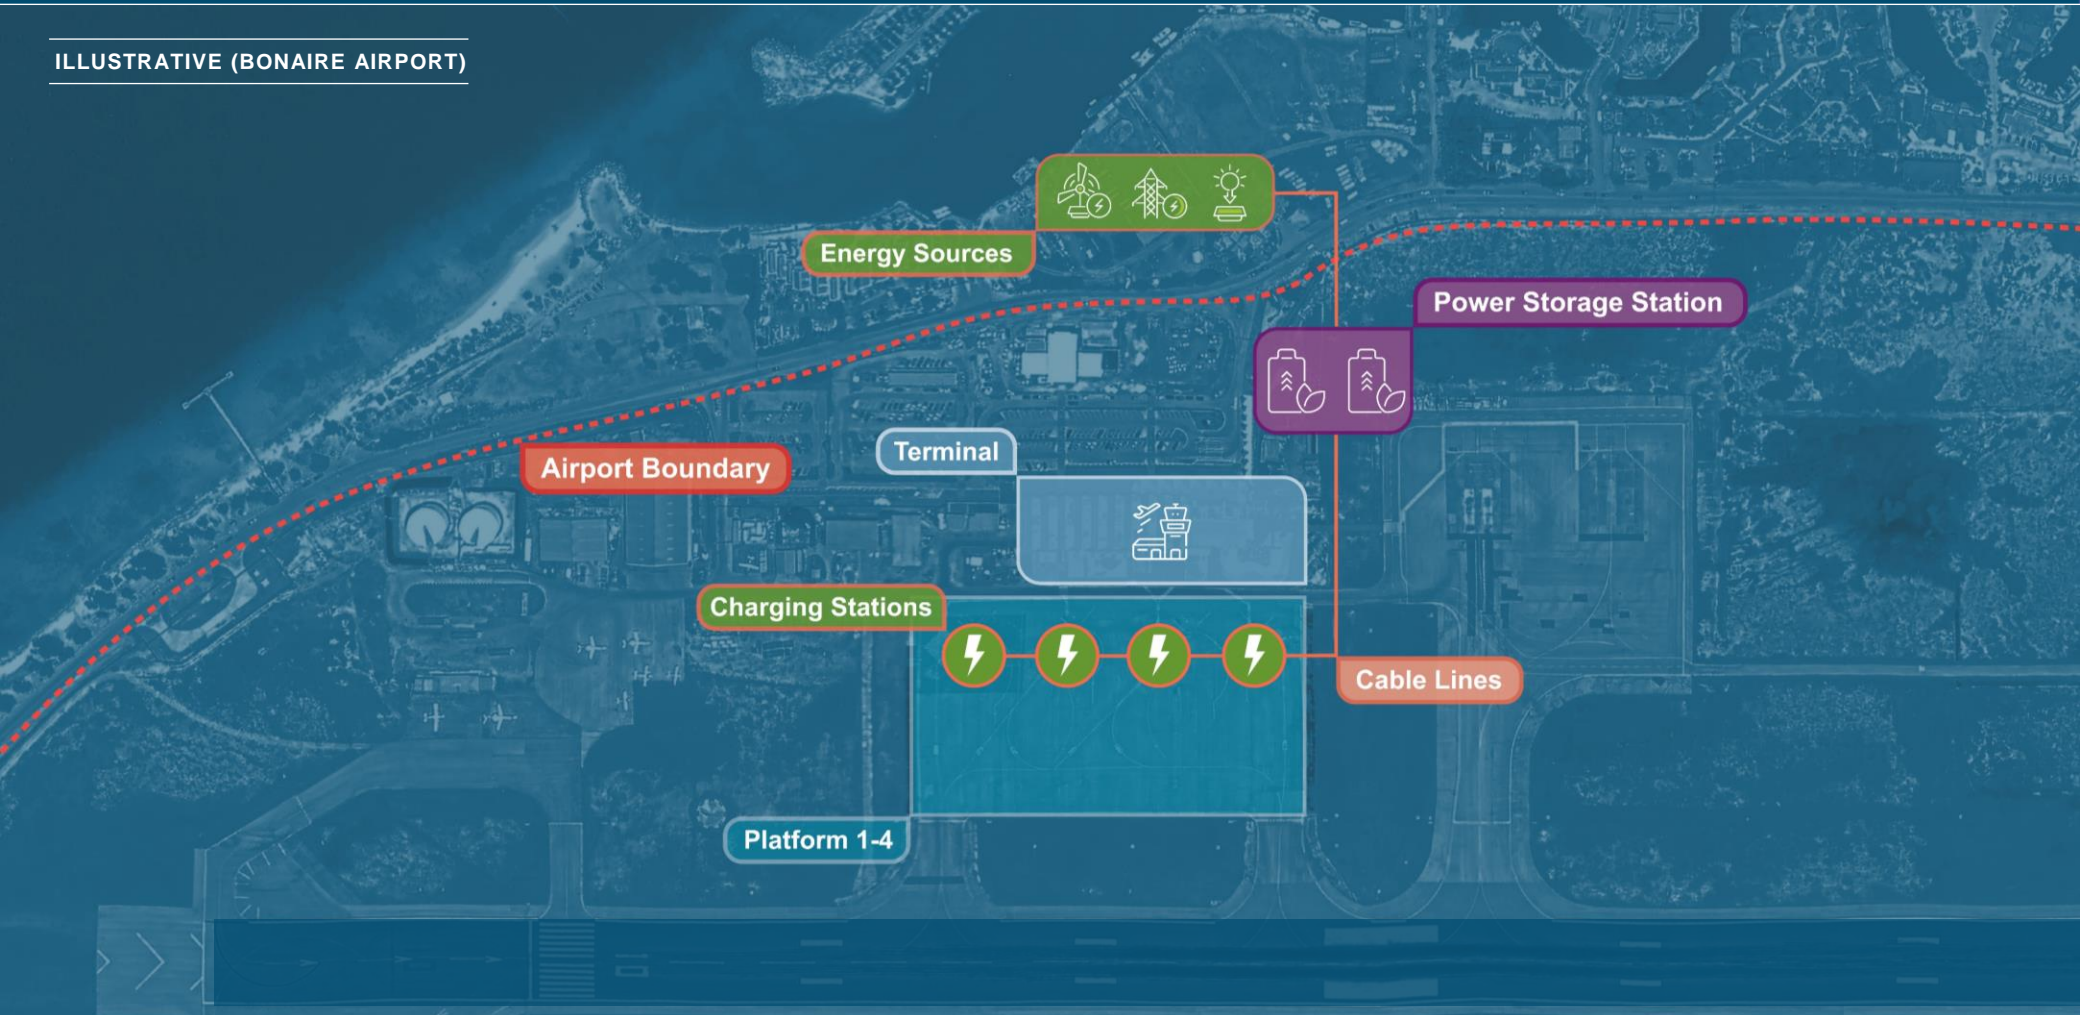 ILLUSTRATIVE (BONAIRE AIRPORT)
Energy Sources
Power Storage Station
Terminal
Airport Boundary
Charging Stations
Cable Lines
Platform 1-4